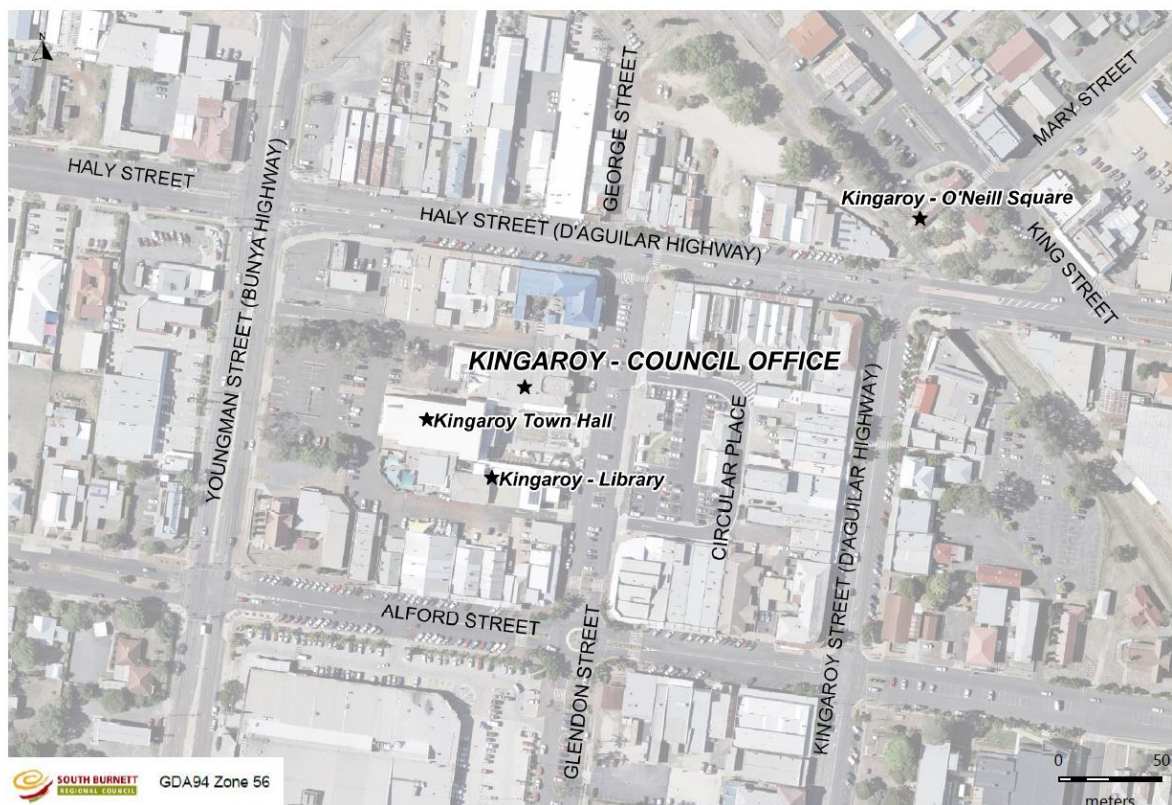 N
GEORGE STREET
MARY STREET
HALY STREET
Kingaroy - O'Neill Square
HALY STREET (D'AGUILAR HIGHWAY)
KING STREET
YOUNGMAN STREET (BUNYA HIGHWAY)
KINGAROY - COUNCIL OFFICE
Kingaroy Town Hall
Kingaroy - Library
CIRCULAR PLACE
KINGAROY STREET (D'AGUILAR HIGHWAY)
ALFORD STREET
GLENDON STREET
SOUTH BURNETT
REGIONAL COUNCIL
GDA94 Zone 56
0 50
meters